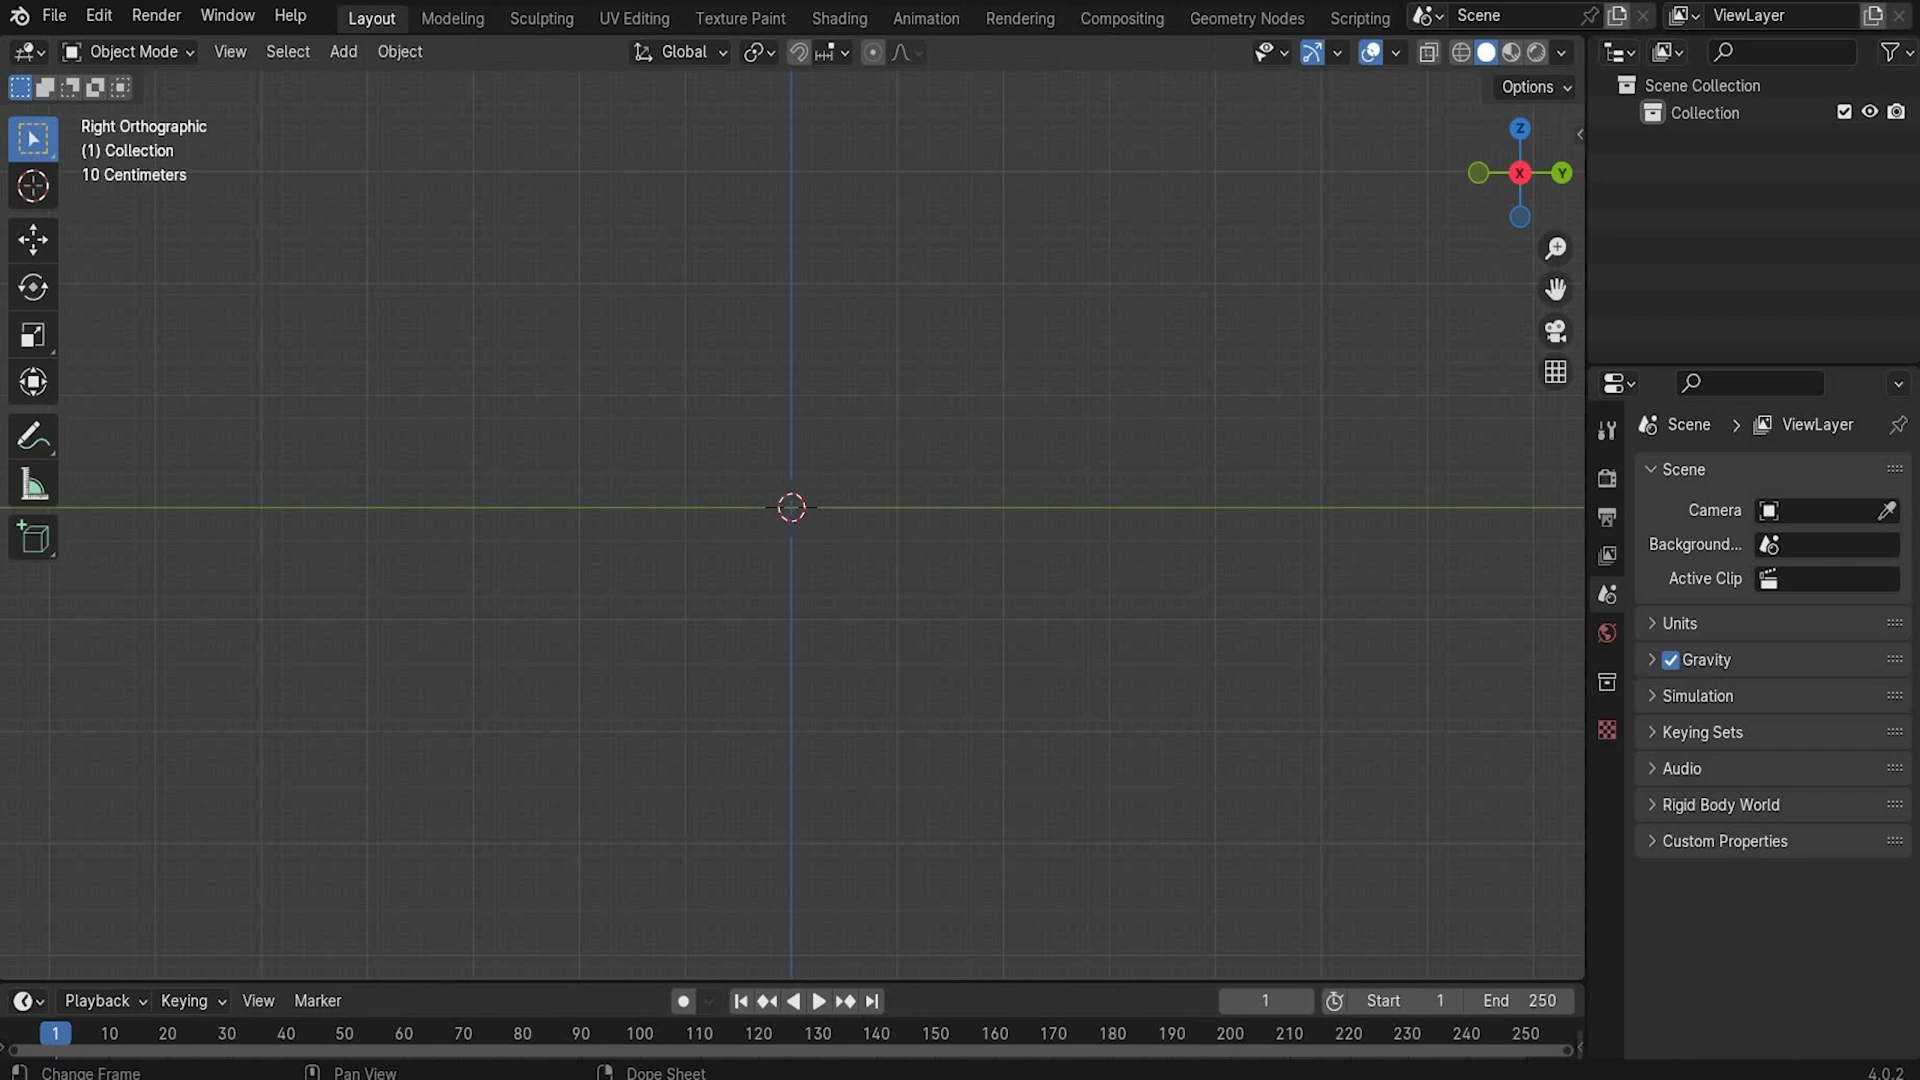 File Edit Render Window Help Layout Modeling Sculpting UV Editing Texture Paint Shading Animation Rendering Compositing Geometry Nodes Scripting Scene ViewLayer
Object Mode View Select Add Object Global
Options
Right Orthographic
(1) Collection
10 Centimeters
Z
X
Y
Scene Collection
Collection
Scene ViewLayer
Scene
Camera
Background...
Active Clip
Units
Gravity
Simulation
Keying Sets
Audio
Rigid Body World
Custom Properties
Playback Keying View Marker 1 Start 1 End 250
1 10 20 30 40 50 60 70 80 90 100 110 120 130 140 150 160 170 180 190 200 210 220 230 240 250
Change Frame Pan View Dope Sheet 4.0.2